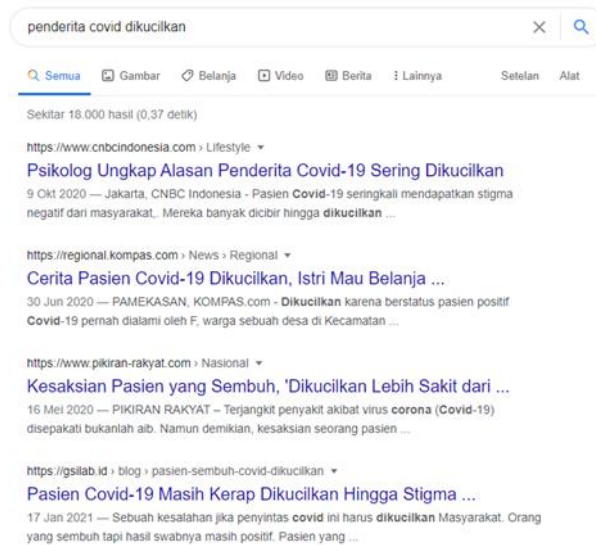 penderita covid dikucilkan
Semua Gambar Belanja Video Berita Lainnya Setelan Alat
Sekitar 18.000 hasil (0,37 detik)
https://www.cnbcindonesia.com › Lifestyle
Psikolog Ungkap Alasan Penderita Covid-19 Sering Dikucilkan
9 Okt 2020 — Jakarta, CNBC Indonesia - Pasien Covid-19 seringkali mendapatkan stigma
negatif dari masyarakat,. Mereka banyak dicibir hingga dikucilkan ...
https://regional.kompas.com › News › Regional
Cerita Pasien Covid-19 Dikucilkan, Istri Mau Belanja ...
30 Jun 2020 — PAMEKASAN, KOMPAS.com - Dikucilkan karena berstatus pasien positif
Covid-19 pernah dialami oleh F, warga sebuah desa di Kecamatan ...
https://www.pikiran-rakyat.com › Nasional
Kesaksian Pasien yang Sembuh, 'Dikucilkan Lebih Sakit dari ...
16 Mei 2020 — PIKIRAN RAKYAT – Terjangkit penyakit akibat virus corona (Covid-19)
disepakati bukanlah aib. Namun demikian, kesaksian seorang pasien ...
https://gsilab.id › blog › pasien-sembuh-covid-dikucilkan
Pasien Covid-19 Masih Kerap Dikucilkan Hingga Stigma ...
17 Jan 2021 — Sebuah kesalahan jika penyintas covid ini harus dikucilkan Masyarakat. Orang
yang sembuh tapi hasil swabnya masih positif. Pasien yang ...